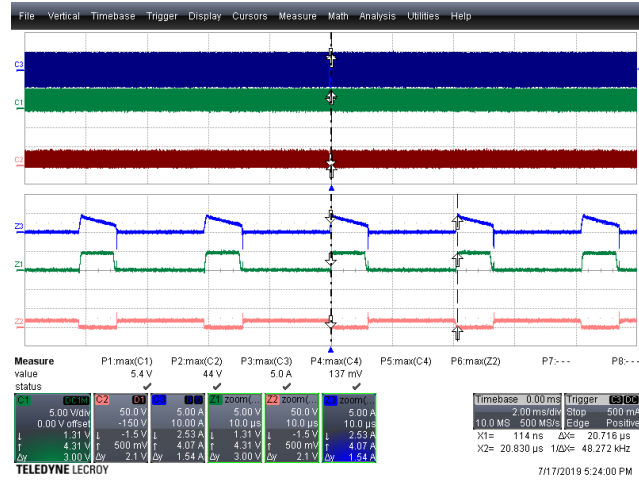 File Vertical Timebase Trigger Display Cursors Measure Math Analysis Utilities Help
C3
C1
C2
Z3
Z1
Z2
Measure P1:max(C1) P2:max(C2) P3:max(C3) P4:max(C4) P5:max(C4) P6:max(Z2) P7:- - - P8:- - -
value 5.4 V 44 V 5.0 A 137 mV
status
C1 C2 D1 Z1 zoom(... Z2 zoom(... zoom(...
5.00 V/div 50.0 V 5.00 A 5.00 V 50.0 V 5.00 A
0.00 V offset -150 V 10.00 A 10.0 µs 10.0 µs 10.0 µs
1.31 V -1.5 V 2.53 A 1.31 V -1.5 V 2.53 A
4.31 V 500 mV 4.07 A 4.31 V 500 mV 4.07 A
Δy 3.00 V Δy 2.1 V Δy 1.54 A Δy 3.00 V Δy 2.1 V Δy 1.54 A
Timebase 0.00 ms Trigger C3 DC
2.00 ms/div Stop 500 mA
10.0 MS 500 MS/s Edge Positive
X1= 114 ns ΔX= 20.716 µs
X2= 20.830 µs 1/ΔX= 48.272 kHz
TELEDYNE LECROY
7/17/2019 5:24:00 PM